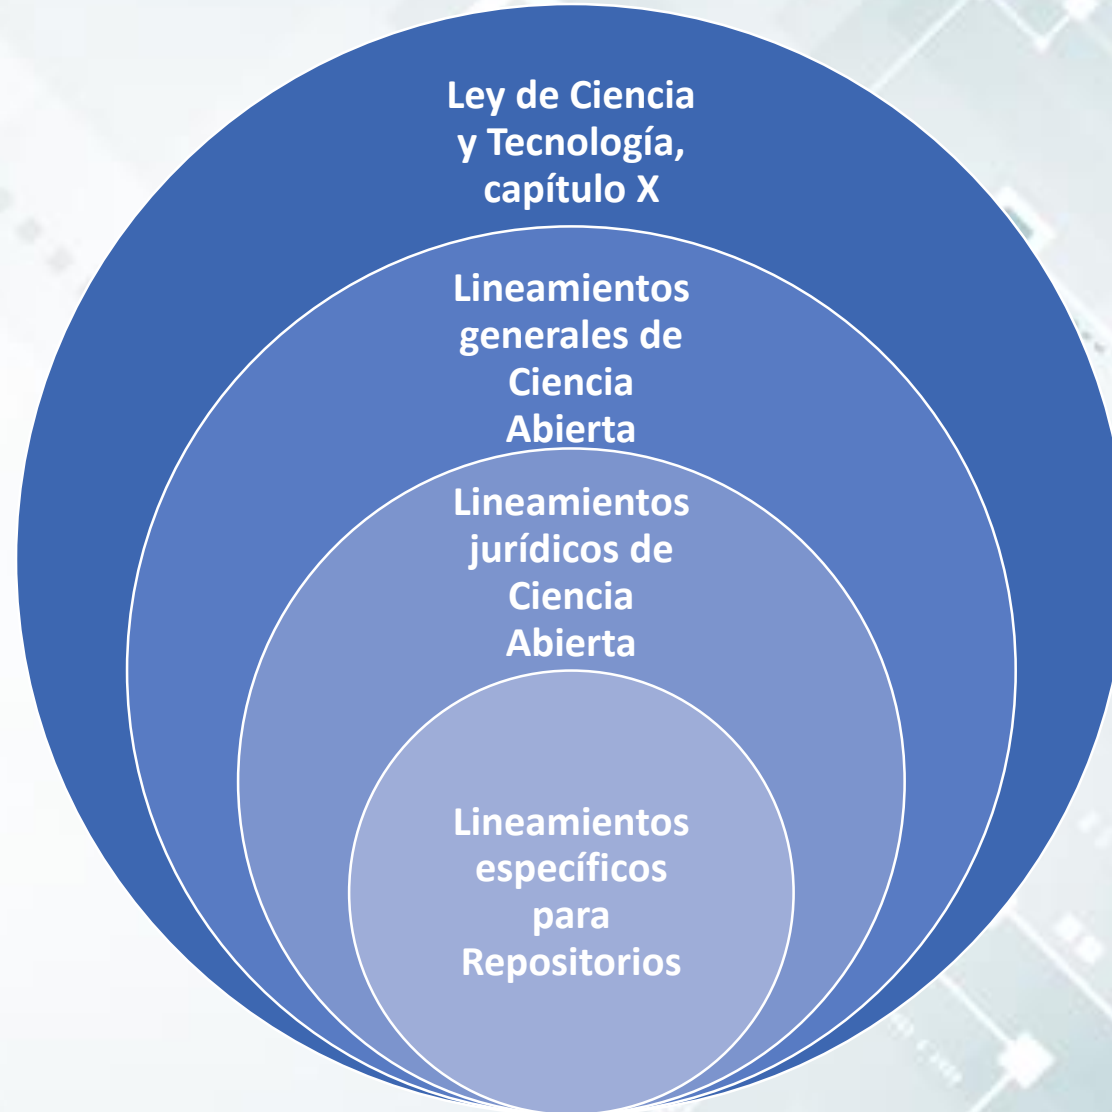 Ley de Ciencia
y Tecnología,
capítulo X
Lineamientos
generales de
Ciencia
Abierta
Lineamientos
jurídicos de
Ciencia
Abierta
Lineamientos
específicos
para
Repositorios